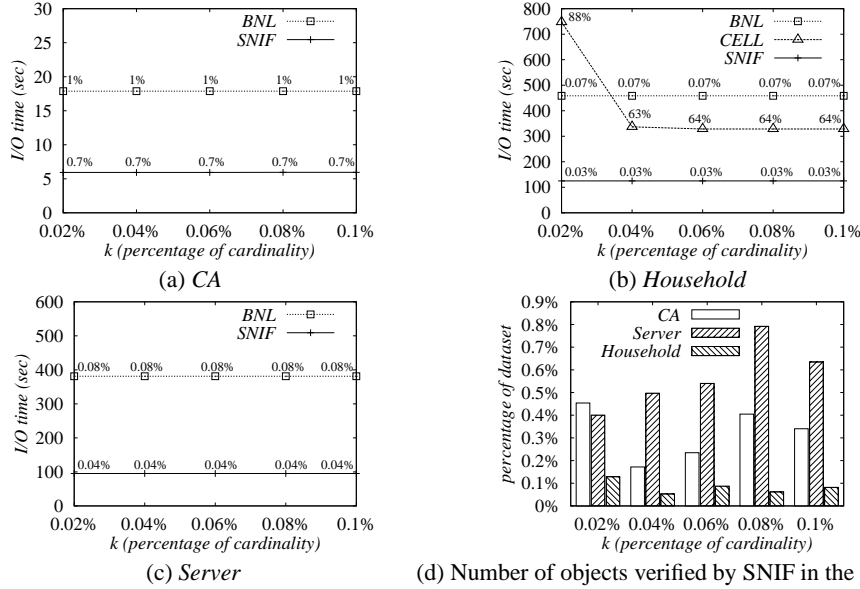 30
25
20
15
10
5
0
I/O time (sec)
BNL
SNIF
1% 1% 1% 1% 1%
0.7% 0.7% 0.7% 0.7% 0.7%
0.02% 0.04% 0.06% 0.08% 0.1%
k (percentage of cardinality)
(a) CA
800
700
600
500
400
300
200
100
0
I/O time (sec)
BNL
CELL
SNIF
88%
0.07% 0.07% 0.07% 0.07% 0.07%
63% 64% 64% 64%
0.03% 0.03% 0.03% 0.03% 0.03%
0.02% 0.04% 0.06% 0.08% 0.1%
k (percentage of cardinality)
(b) Household
600
500
400
300
200
100
0
I/O time (sec)
BNL
SNIF
0.08% 0.08% 0.08% 0.08% 0.08%
0.04% 0.04% 0.04% 0.04% 0.04%
0.02% 0.04% 0.06% 0.08% 0.1%
k (percentage of cardinality)
(c) Server
0.9%
0.8%
0.7%
0.6%
0.5%
0.4%
0.3%
0.2%
0.1%
0%
percentage of dataset
CA
Server
Household
0.02% 0.04% 0.06% 0.08% 0.1%
k (percentage of cardinality)
(d) Number of objects verified by SNIF in the